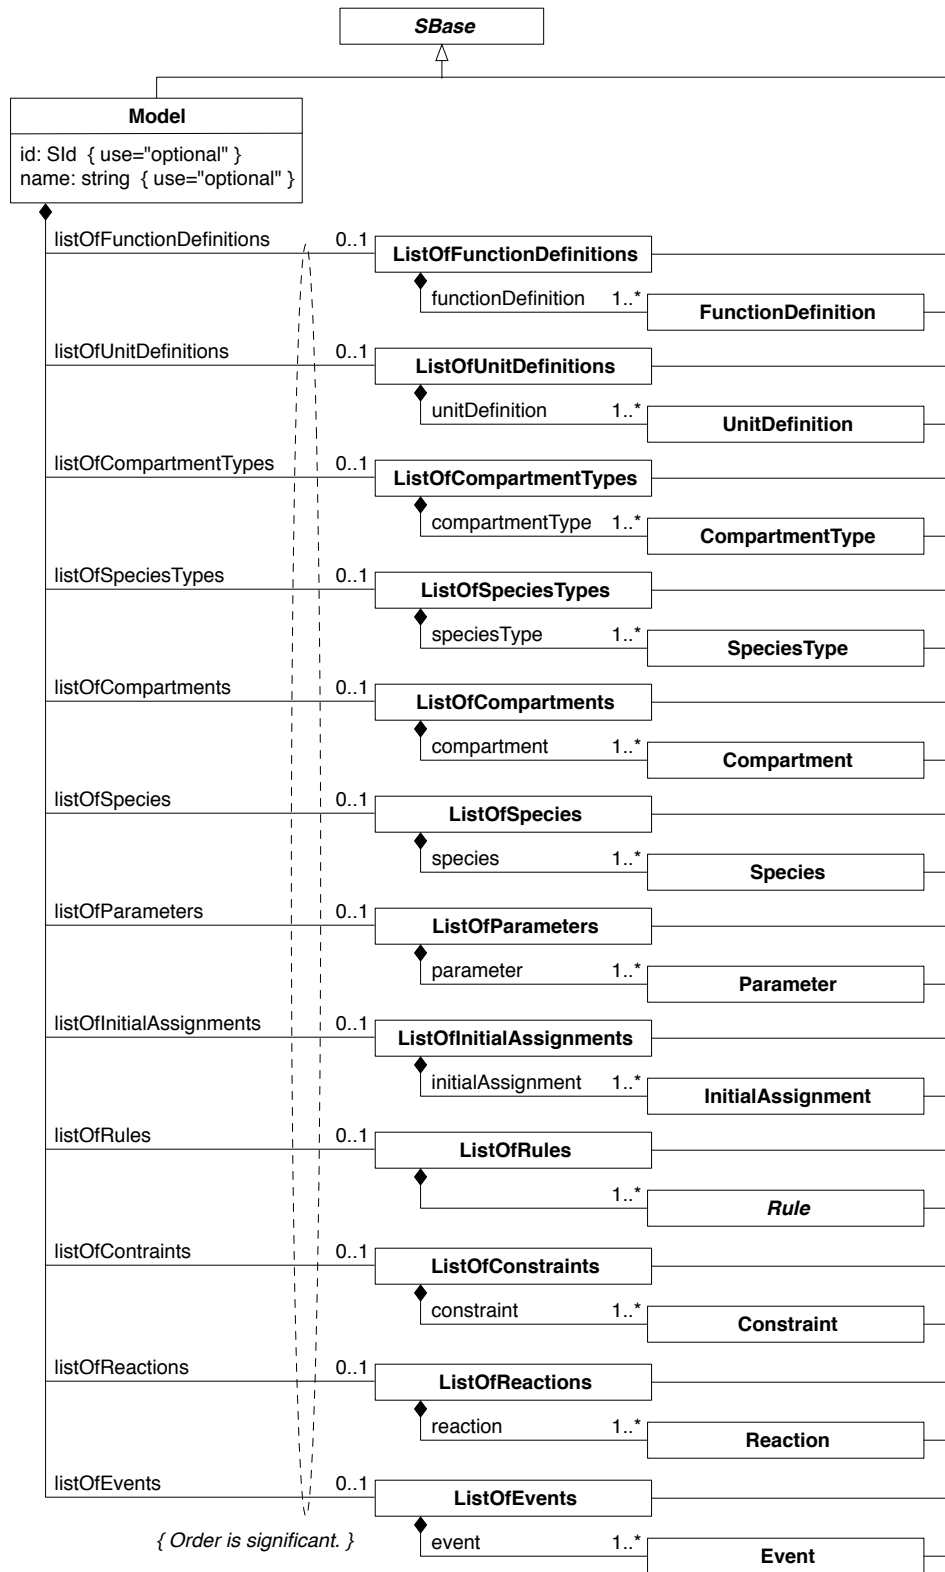 SBase
Model
id: SId { use="optional" }
name: string { use="optional" }
listOfFunctionDefinitions 0..1 ListOfFunctionDefinitions
functionDefinition 1..* FunctionDefinition
listOfUnitDefinitions 0..1 ListOfUnitDefinitions
unitDefinition 1..* UnitDefinition
listOfCompartmentTypes 0..1 ListOfCompartmentTypes
compartmentType 1..* CompartmentType
listOfSpeciesTypes 0..1 ListOfSpeciesTypes
speciesType 1..* SpeciesType
listOfCompartments 0..1 ListOfCompartments
compartment 1..* Compartment
listOfSpecies 0..1 ListOfSpecies
species 1..* Species
listOfParameters 0..1 ListOfParameters
parameter 1..* Parameter
listOfInitialAssignments 0..1 ListOfInitialAssignments
initialAssignment 1..* InitialAssignment
listOfRules 0..1 ListOfRules
1..* Rule
listOfContraints 0..1 ListOfConstraints
constraint 1..* Constraint
listOfReactions 0..1 ListOfReactions
reaction 1..* Reaction
listOfEvents 0..1 ListOfEvents
{ Order is significant. } event 1..* Event